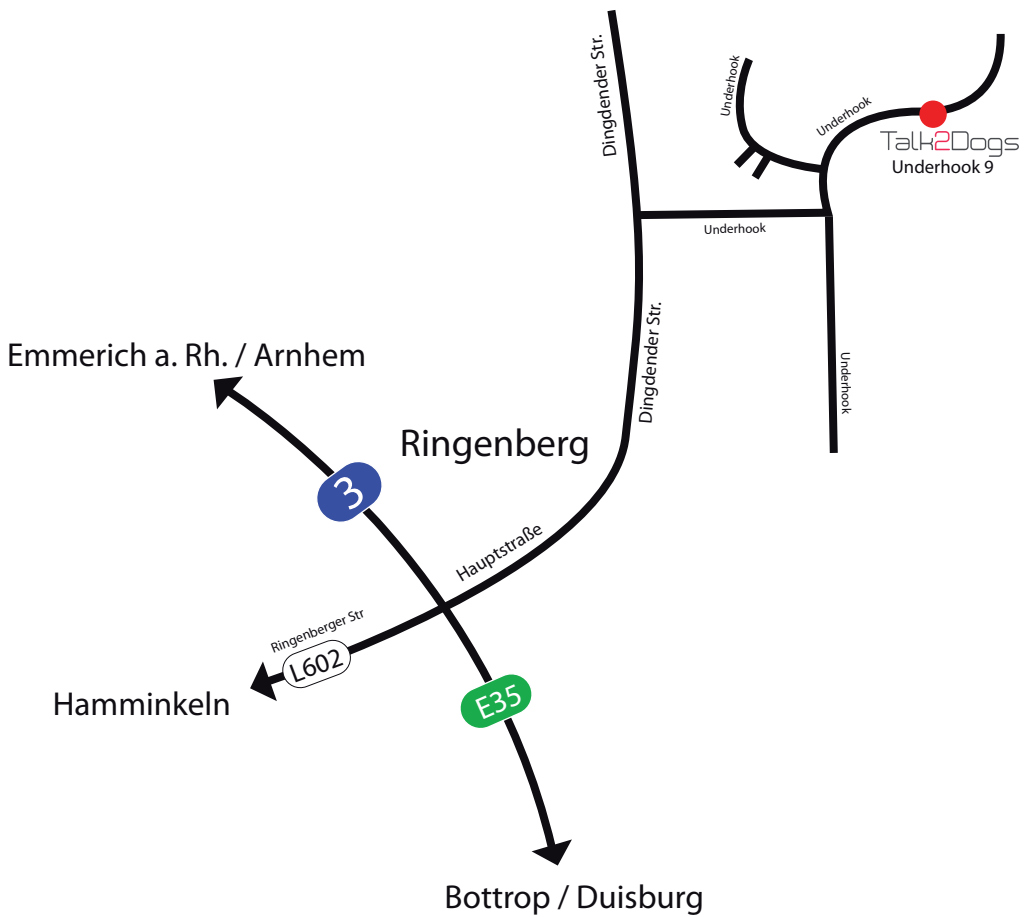 Dingdender Str.
Underhook
Underhook
Talk2Dogs
Underhook 9
Underhook
Dingdender Str.
Underhook
Emmerich a. Rh. / Arnhem
Ringenberg
3
Hauptstraße
Ringenberger Str
L602
E35
Hamminkeln
Bottrop / Duisburg